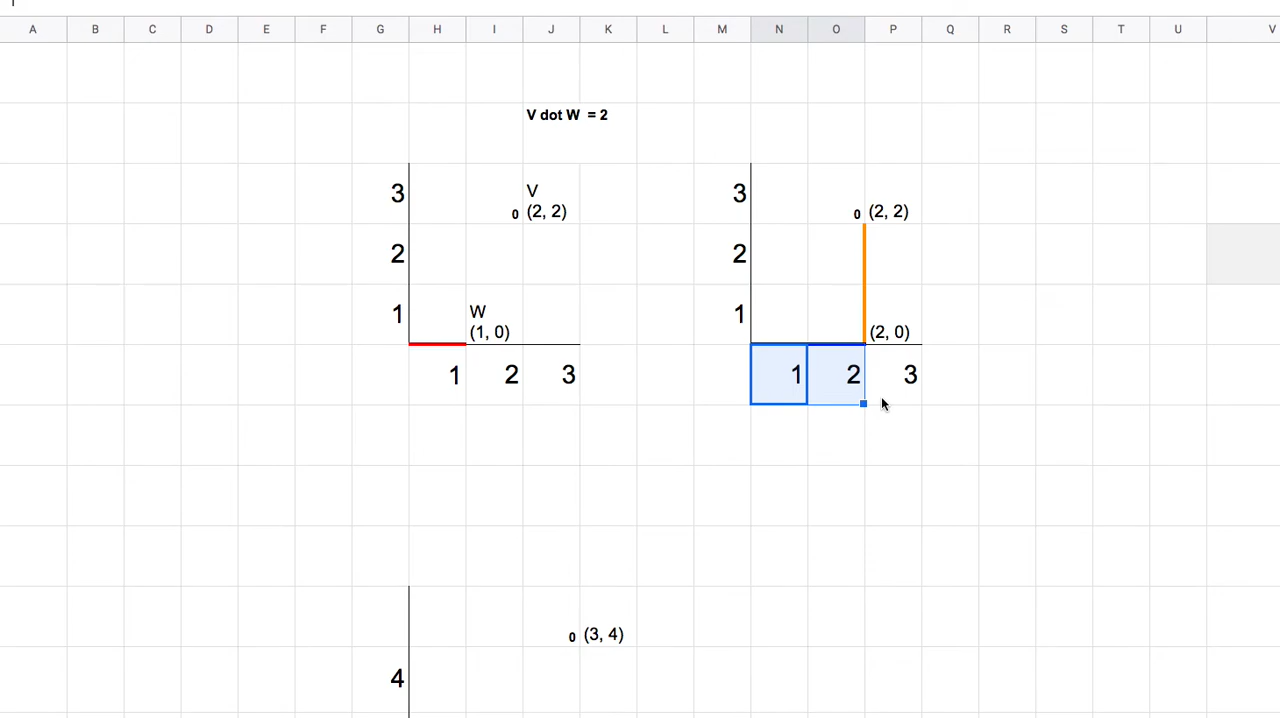 A B C D E F G H I J K L M N O P Q R S T U V
V dot W = 2
3 V 3
0 (2, 2) 0 (2, 2)
2 2
1 W 1
(1, 0) (2, 0)
1 2 3 1 2 3
0 (3, 4)
4